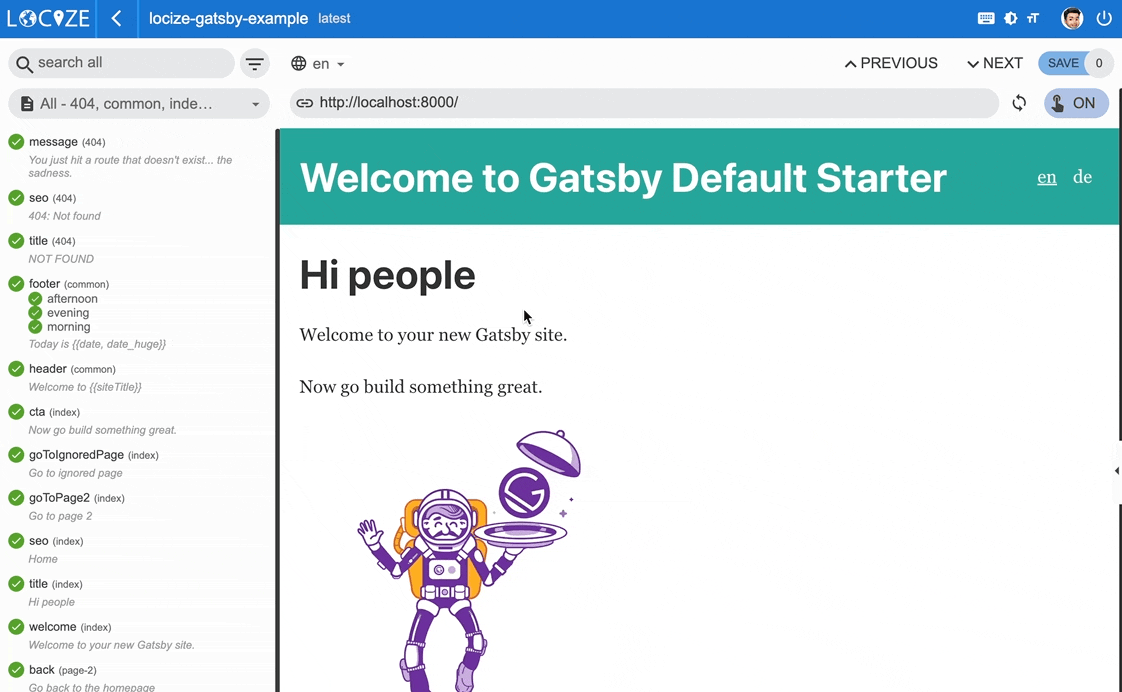 LOCIZE
locize-gatsby-example latest
search all
en
PREVIOUS
NEXT
SAVE 0
All - 404, common, inde…
http://localhost:8000/
ON
message (404)
You just hit a route that doesn't exist... the
sadness.
seo (404)
404: Not found
title (404)
NOT FOUND
footer (common)
afternoon
evening
morning
Today is {{date, date_huge}}
header (common)
Welcome to {{siteTitle}}
cta (index)
Now go build something great.
goToIgnoredPage (index)
Go to ignored page
goToPage2 (index)
Go to page 2
seo (index)
Home
title (index)
Hi people
welcome (index)
Welcome to your new Gatsby site.
back (page-2)
Go back to the homepage
Welcome to Gatsby Default Starter
en de
Hi people
Welcome to your new Gatsby site.
Now go build something great.